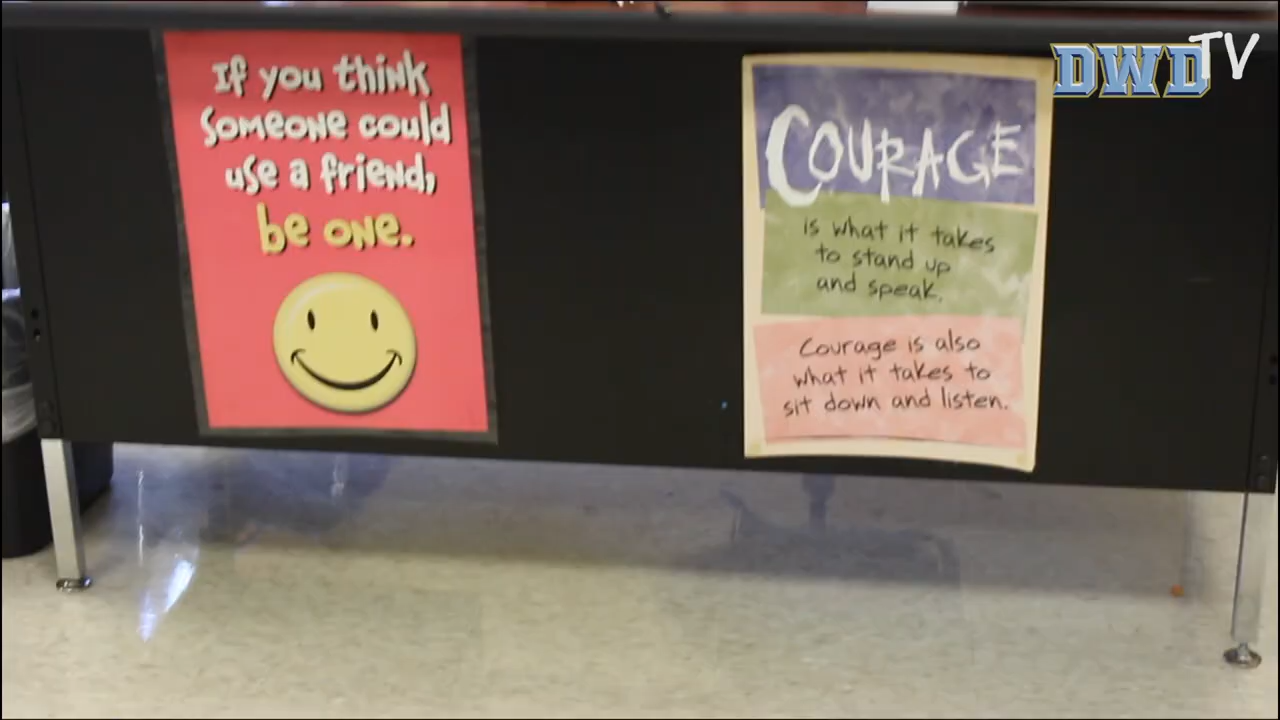 If you think
someone could
use a friend,
be one.
COURAGE
is what it takes
to stand up
and speak.
Courage is also
what it takes to
sit down and listen.
DWD TV